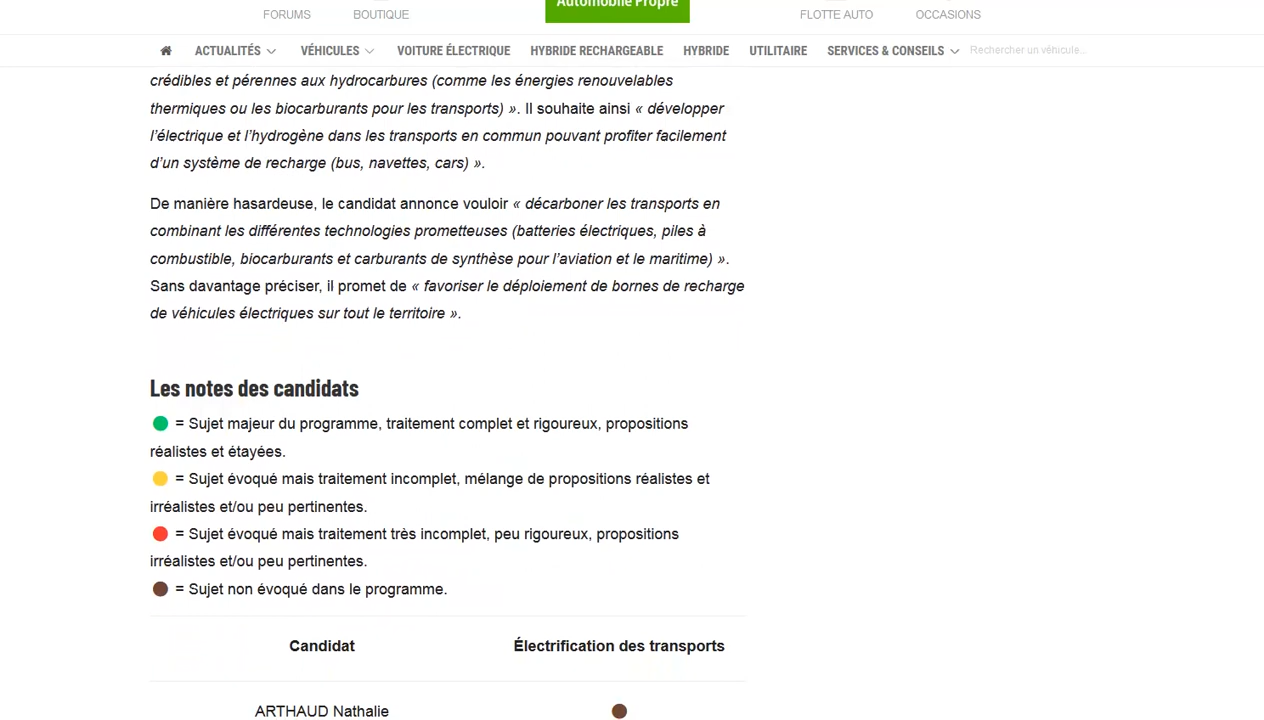 FORUMS BOUTIQUE Automobile Propre FLOTTE AUTO OCCASIONS
ACTUALITÉS VÉHICULES VOITURE ÉLECTRIQUE HYBRIDE RECHARGEABLE HYBRIDE UTILITAIRE SERVICES & CONSEILS Rechercher un véhicule...
crédibles et pérennes aux hydrocarbures (comme les énergies renouvelables
thermiques ou les biocarburants pour les transports) ». Il souhaite ainsi « développer
l’électrique et l’hydrogène dans les transports en commun pouvant profiter facilement
d’un système de recharge (bus, navettes, cars) ».
De manière hasardeuse, le candidat annonce vouloir « décarboner les transports en
combinant les différentes technologies prometteuses (batteries électriques, piles à
combustible, biocarburants et carburants de synthèse pour l’aviation et le maritime) ».
Sans davantage préciser, il promet de « favoriser le déploiement de bornes de recharge
de véhicules électriques sur tout le territoire ».
Les notes des candidats
= Sujet majeur du programme, traitement complet et rigoureux, propositions
réalistes et étayées.
= Sujet évoqué mais traitement incomplet, mélange de propositions réalistes et
irréalistes et/ou peu pertinentes.
= Sujet évoqué mais traitement très incomplet, peu rigoureux, propositions
irréalistes et/ou peu pertinentes.
= Sujet non évoqué dans le programme.
Candidat Électrification des transports
ARTHAUD Nathalie